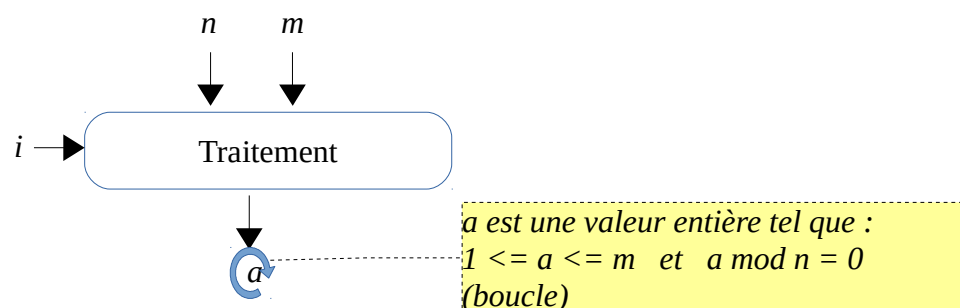 n m
i
Traitement
a
a est une valeur entière tel que :
1 <= a <= m et a mod n = 0
(boucle)